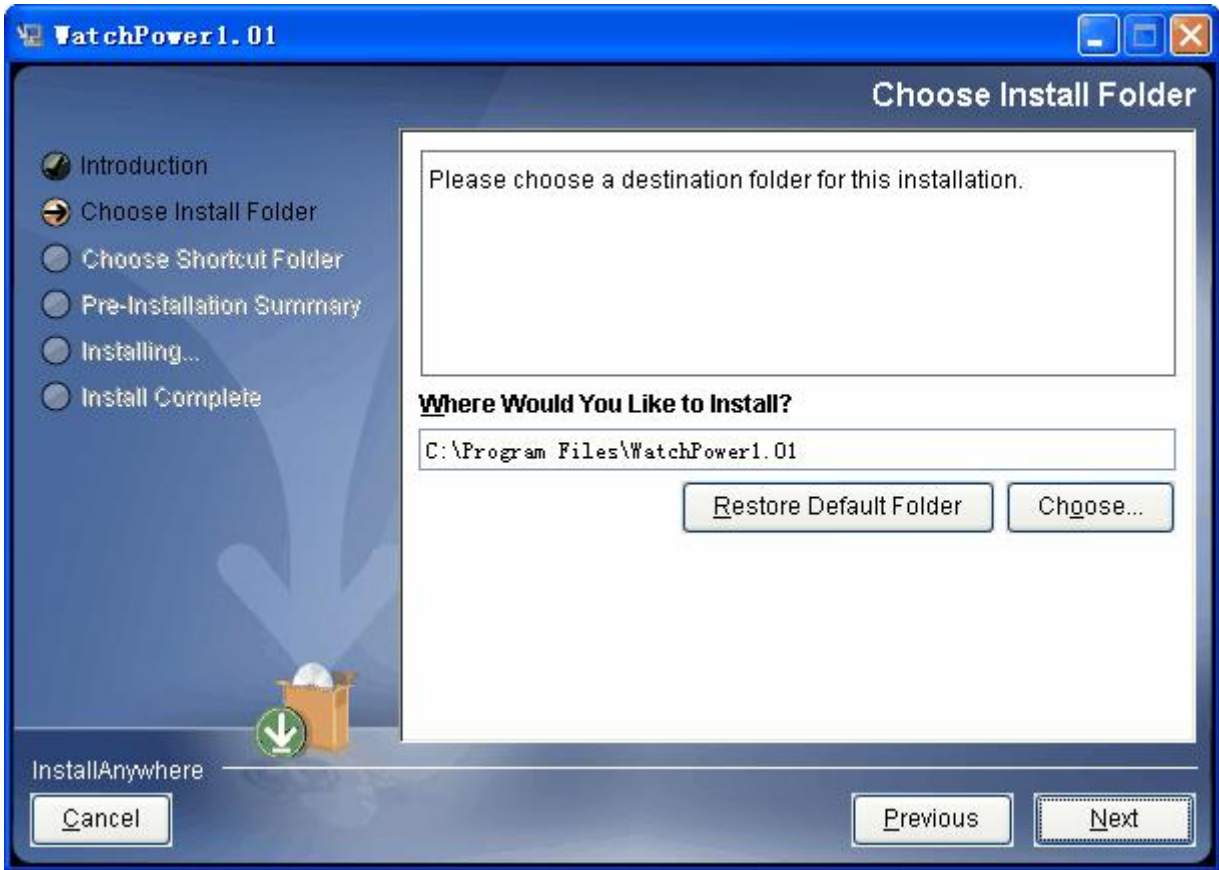 WatchPower1.01
Choose Install Folder
Introduction
Choose Install Folder
Choose Shortcut Folder
Pre-Installation Summary
Installing...
Install Complete
Please choose a destination folder for this installation.
Where Would You Like to Install?
C:\Program Files\WatchPower1.01
Restore Default Folder
Choose...
InstallAnywhere
Cancel
Previous
Next